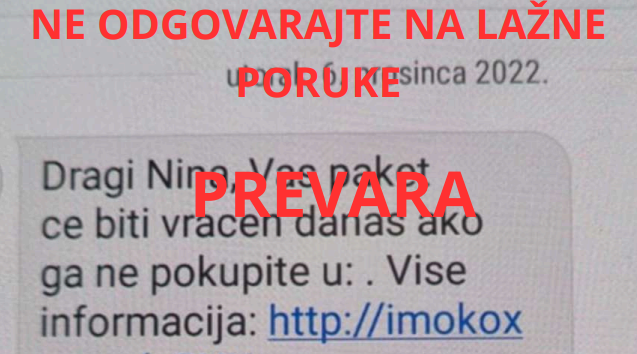 NE ODGOVARAJTE NA LAŽNE
PORUKE
utorak, 6. prosinca 2022.
PREVARA
Dragi Nina, Vas paket
ce biti vracen danas ako
ga ne pokupite u: . Vise
informacija: http://imokox